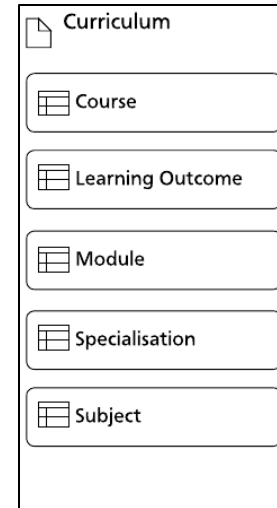 Curriculum
Course
Learning Outcome
Module
Specialisation
Subject